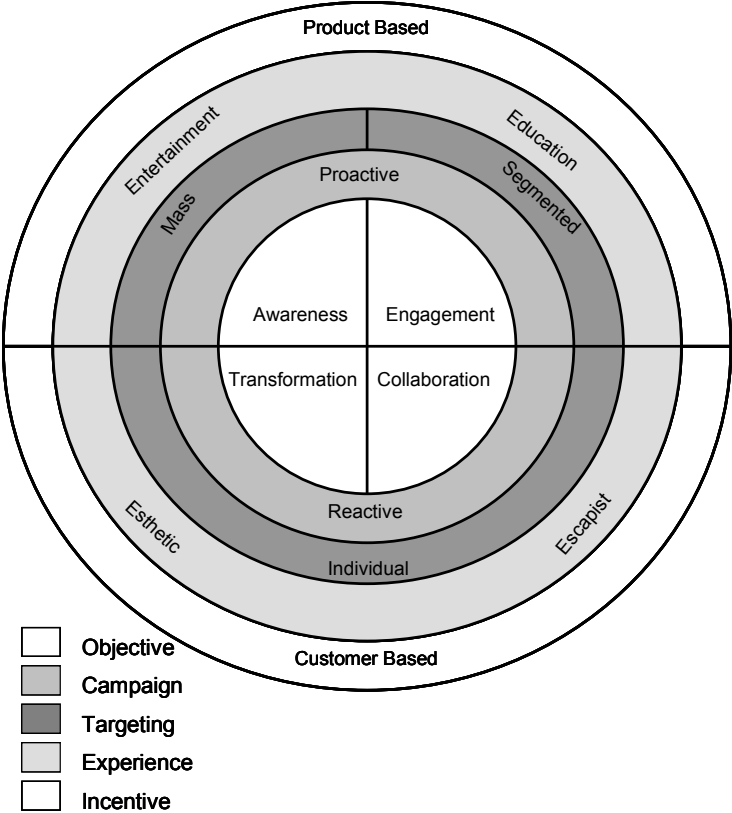 Product Based
Entertainment
Education
Mass
Segmented
Proactive
Awareness
Engagement
Transformation
Collaboration
Reactive
Esthetic
Escapist
Individual
Customer Based
Objective
Campaign
Targeting
Experience
Incentive